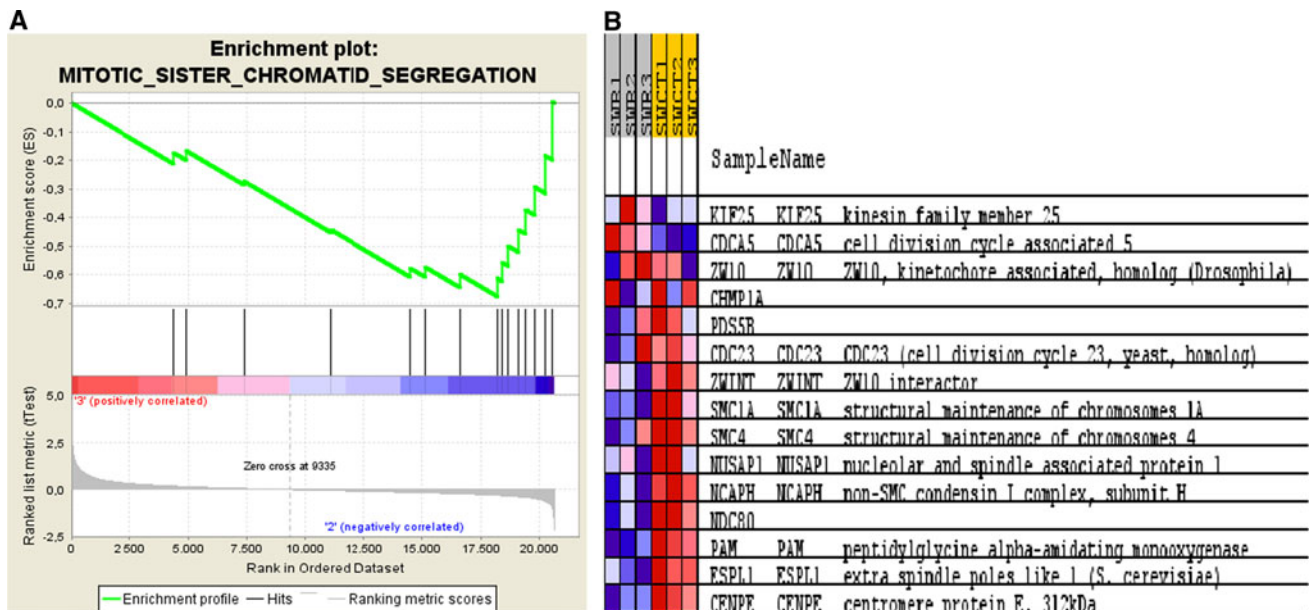 A
Enrichment plot:
MITOTIC_SISTER_CHROMATID_SEGREGATION
Enrichment score (ES)
0,0
-0,1
-0,2
-0,3
-0,4
-0,5
-0,6
-0,7
'3' (positively correlated)
Ranked list metric (tTest)
5,0
2,5
0,0
-2,5
Zero cross at 9335
'2' (negatively correlated)
0 2.500 5.000 7.500 10.000 12.500 15.000 17.500 20.000
Rank in Ordered Dataset
Enrichment profile Hits Ranking metric scores
B
SWR1
SWR2
SWR3
SWCT1
SWCT2
SWCT3
SampleName
KIF25 KIF25 kinesin family member 25
CDCA5 CDCA5 cell division cycle associated 5
ZW10 ZW10 ZW10, kinetochore associated, homolog (Drosophila)
CHMP1A
PDS5B
CDC23 CDC23 CDC23 (cell division cycle 23, yeast, homolog)
ZWINT ZWINT ZW10 interactor
SMC1A SMC1A structural maintenance of chromosomes 1A
SMC4 SMC4 structural maintenance of chromosomes 4
NUSAP1 NUSAP1 nucleolar and spindle associated protein 1
NCAPH NCAPH non-SMC condensin I complex, subunit H
NDC80
PAM PAM peptidylglycine alpha-amidating monooxygenase
ESPL1 ESPL1 extra spindle poles like 1 (S. cerevisiae)
CENPE CENPE centromere protein E, 312kDa